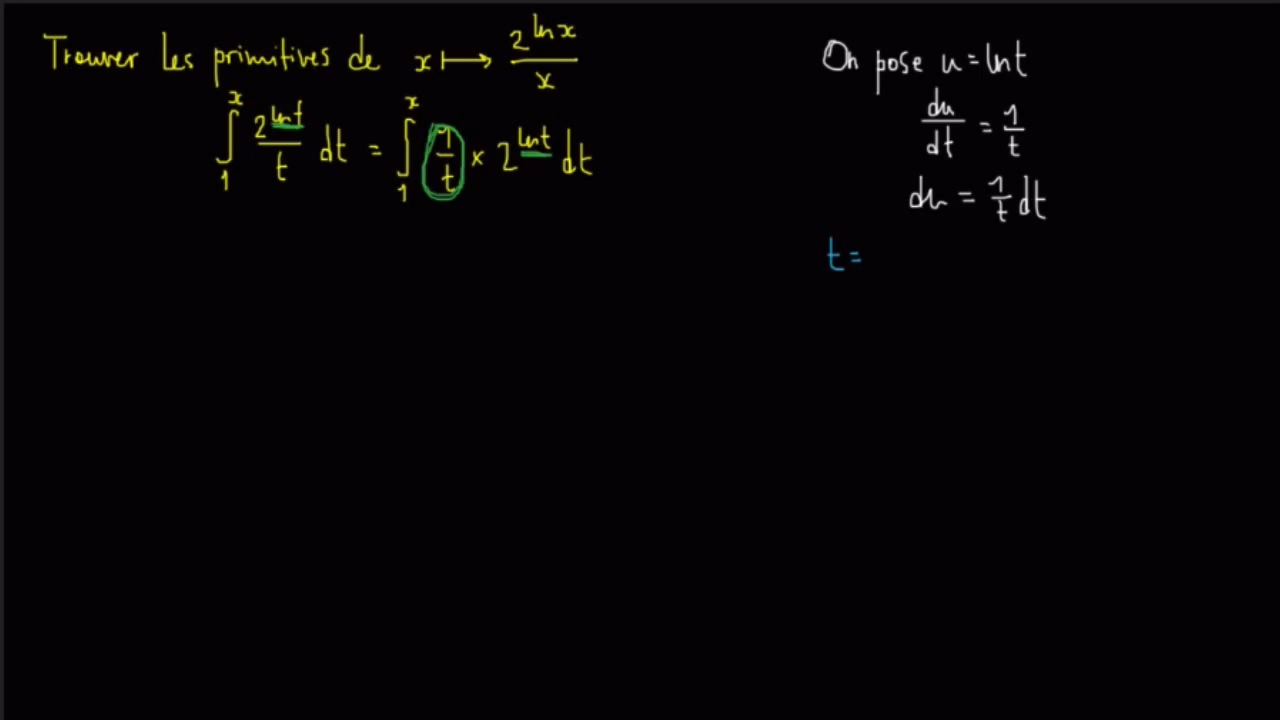 Trouver les primitives de x ⟼ 2^{ln x}/x
∫_1^x 2^{ln t}/t dt = ∫_1^x 1/t × 2^{ln t} dt
On pose u = ln t
du/dt = 1/t
du = 1/t dt
t =